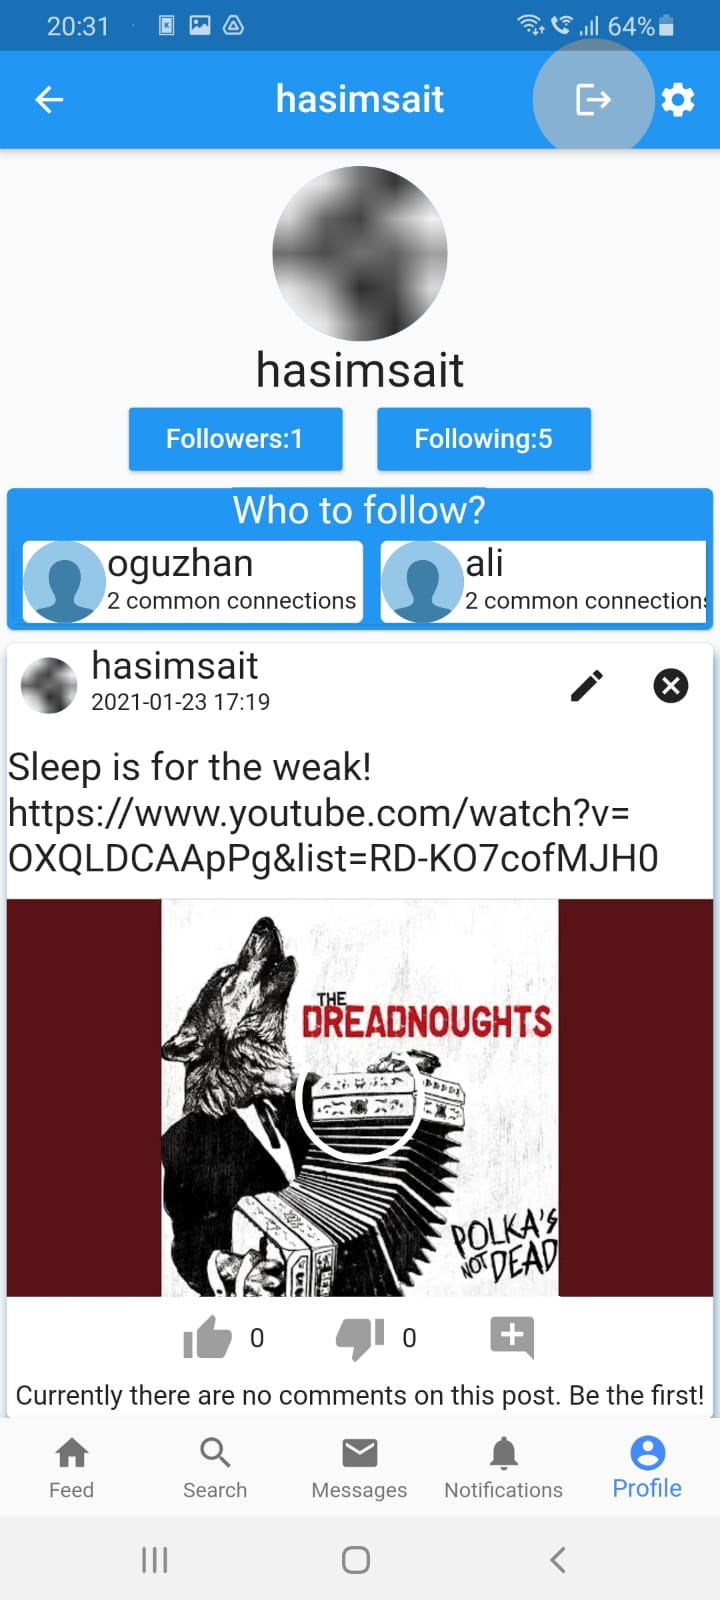 20:31
64%
hasimsait
hasimsait
Followers:1
Following:5
Who to follow?
oguzhan
2 common connections
ali
2 common connections
hasimsait
2021-01-23 17:19
Sleep is for the weak!
https://www.youtube.com/watch?v=
OXQLDCAApPg&list=RD-KO7cofMJH0
THE
DREADNOUGHTS
POLKA'S
NOT DEAD
0
0
Currently there are no comments on this post. Be the first!
Feed
Search
Messages
Notifications
Profile